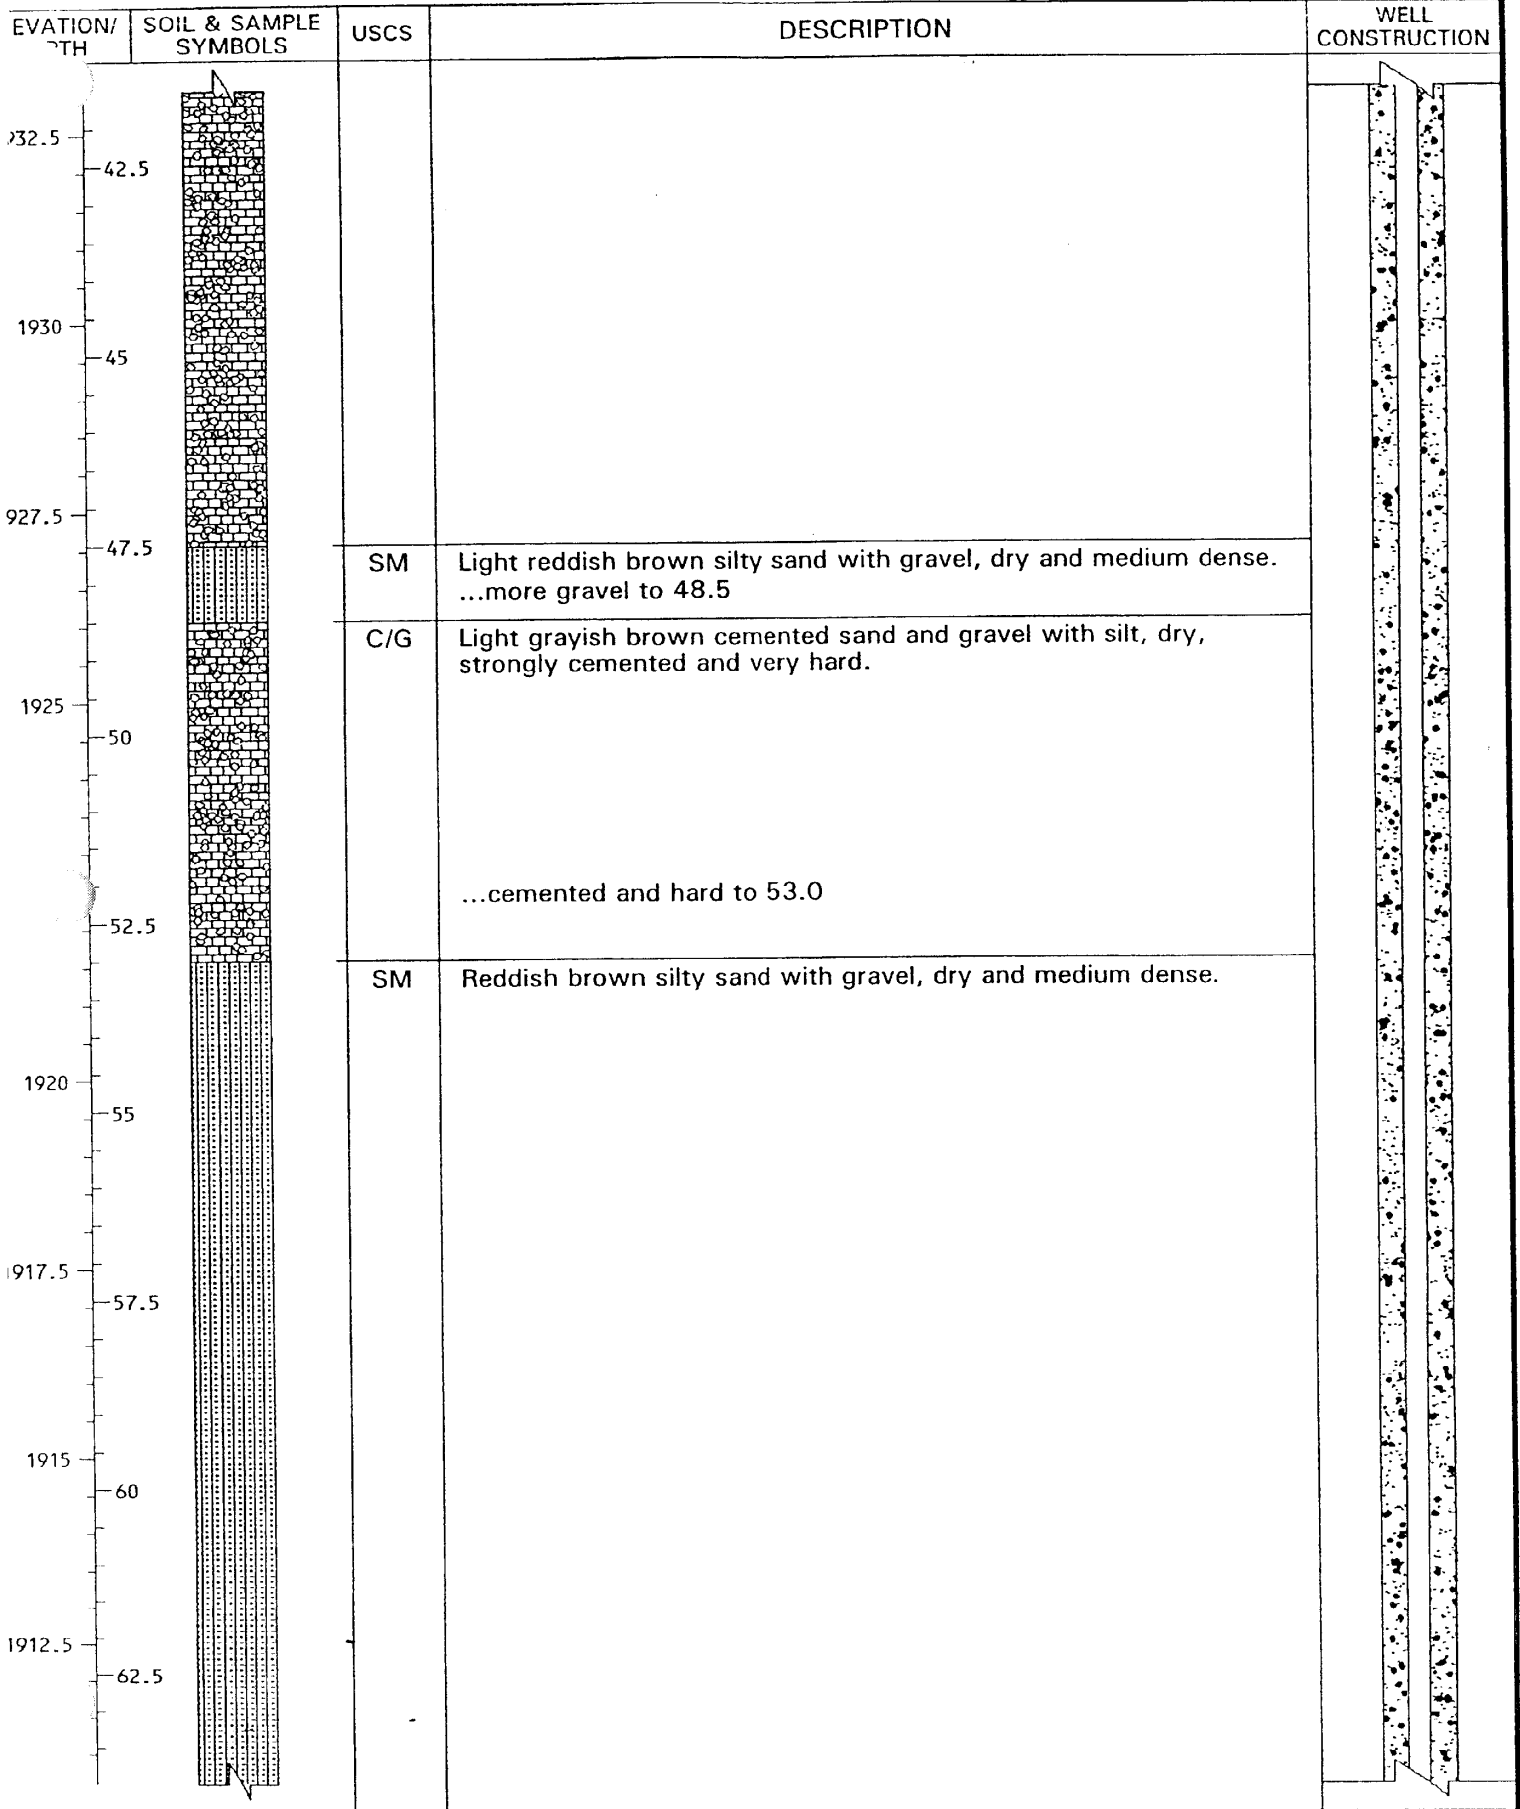 EVATION/
TH
SOIL & SAMPLE
SYMBOLS
USCS
DESCRIPTION
WELL
CONSTRUCTION
932.5
42.5
1930
45
927.5
47.5
SM
Light reddish brown silty sand with gravel, dry and medium dense.
...more gravel to 48.5
C/G
Light grayish brown cemented sand and gravel with silt, dry,
strongly cemented and very hard.
1925
50
...cemented and hard to 53.0
52.5
SM
Reddish brown silty sand with gravel, dry and medium dense.
1920
55
1917.5
57.5
1915
60
1912.5
62.5